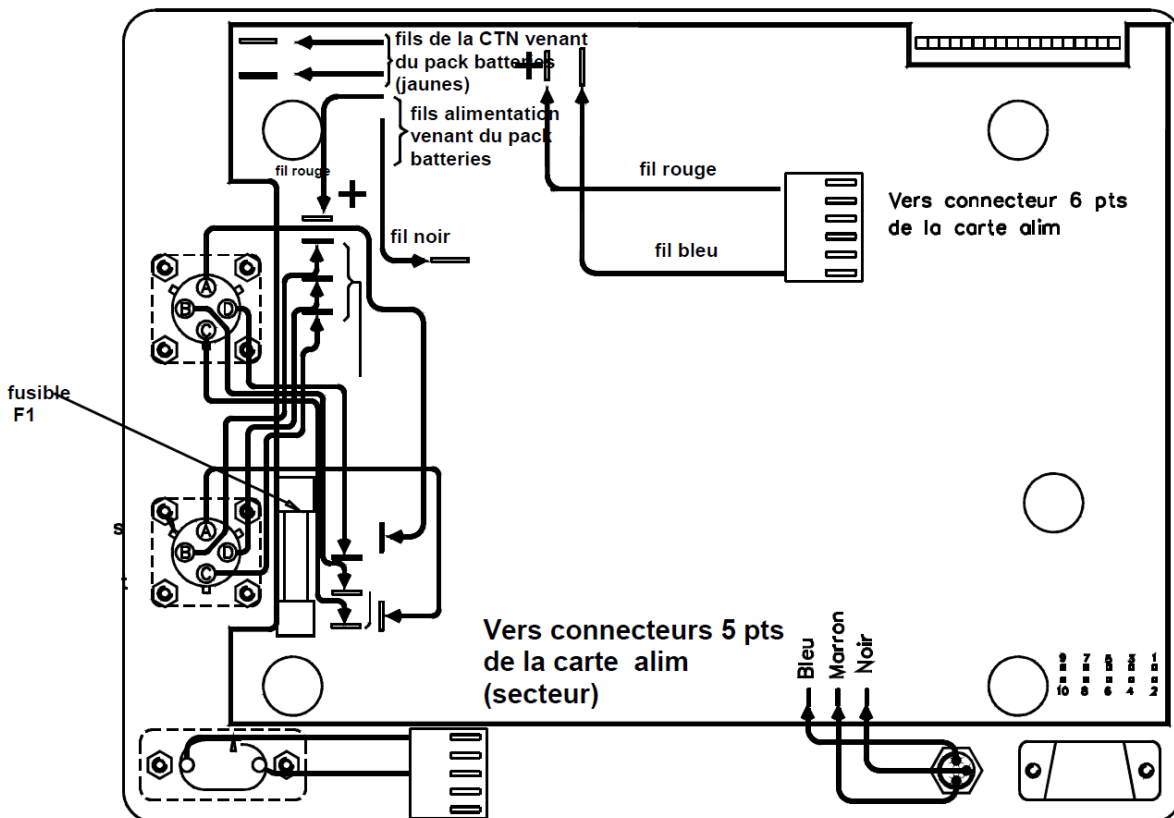 fils de la CTN venant
du pack batteries
(jaunes)
+
fils alimentation
venant du pack
batteries
fil rouge
+
fil noir
fil rouge
fil bleu
Vers connecteur 6 pts
de la carte alim
A
B
D
C
fusible
F1
s
A
B
D
C
Vers connecteurs 5 pts
de la carte alim
(secteur)
Bleu
Marron
Noir
9 7 5 3 1
10 8 6 4 2